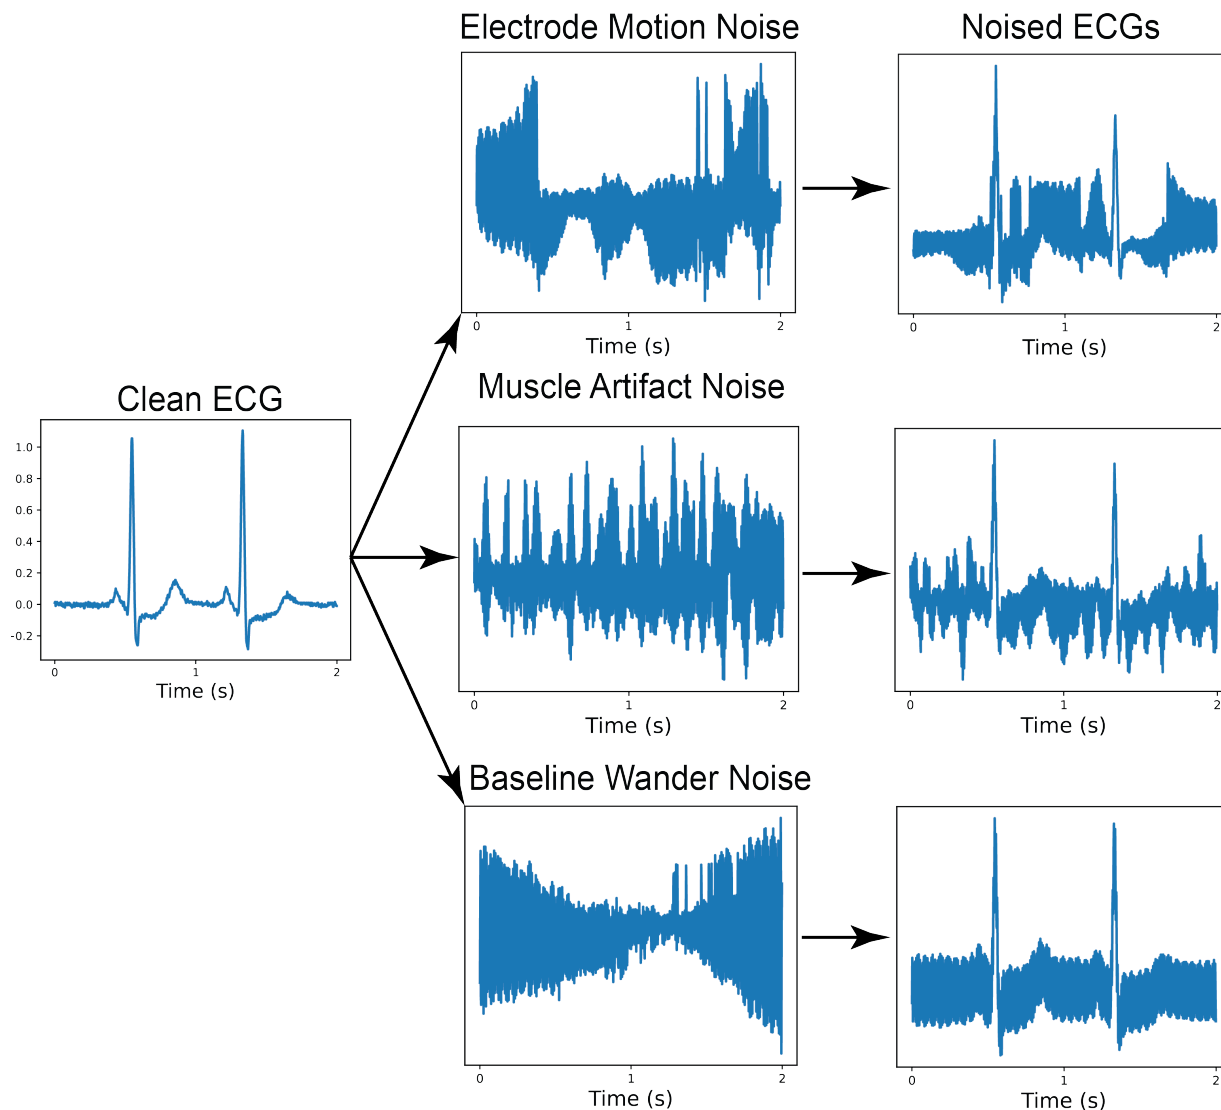 Electrode Motion Noise
Noised ECGs
0 1 2
Time (s)
0 1 2
Time (s)
Clean ECG
1.0
0.8
0.6
0.4
0.2
0.0
-0.2
0 1 2
Time (s)
Muscle Artifact Noise
0 1 2
Time (s)
0 1 2
Time (s)
Baseline Wander Noise
0 1 2
Time (s)
0 1 2
Time (s)